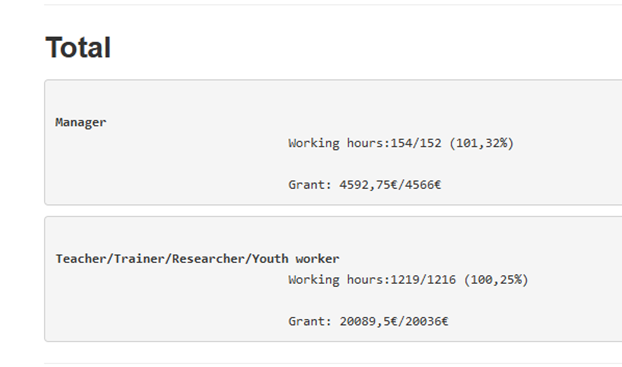 Total
Manager
Working hours:154/152 (101,32%)
Grant: 4592,75€/4566€
Teacher/Trainer/Researcher/Youth worker
Working hours:1219/1216 (100,25%)
Grant: 20089,5€/20036€